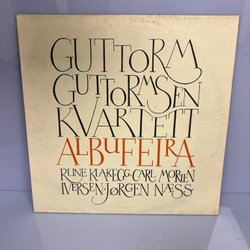 GUTTORM
GUTTORMSEN
KVARTETT
ALBUFEIRA
RUNE KLAKEGG · CARL MORTEN
IVERSEN · JØRGEN NÆSS